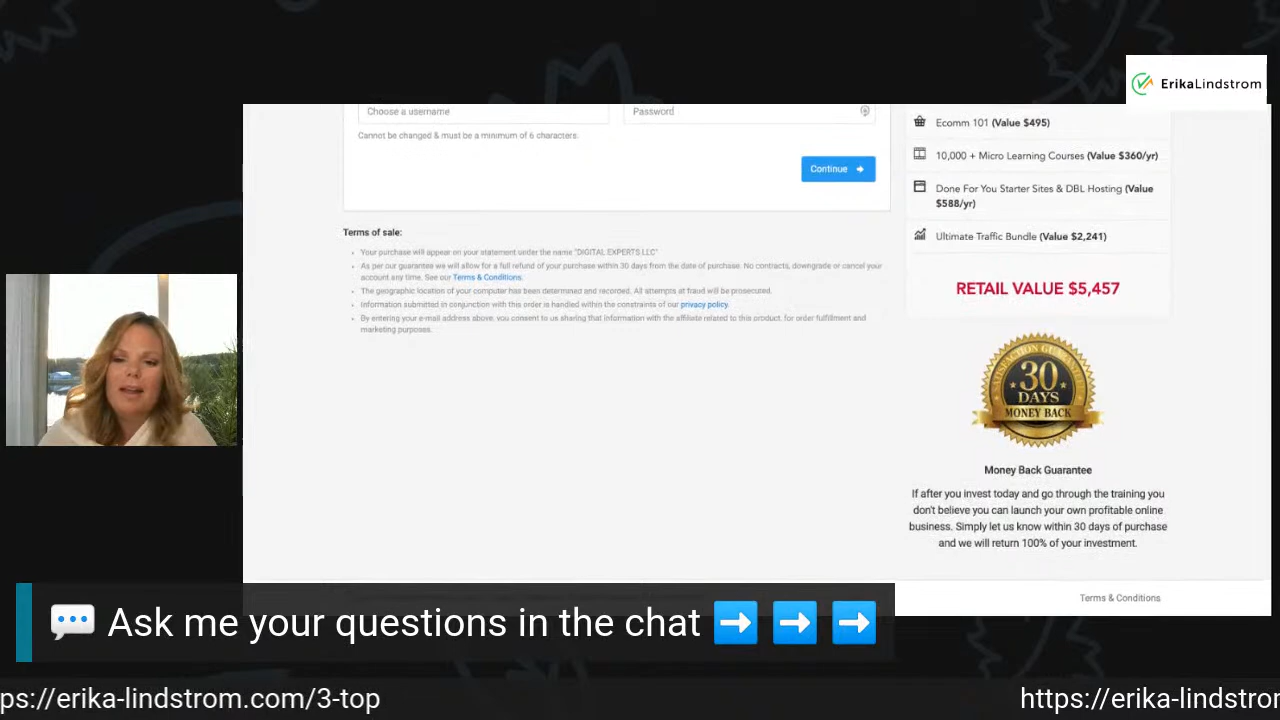 ErikaLindstrom
Choose a username
Password
Cannot be changed & must be a minimum of 6 characters.
Continue
Terms of sale:
Your purchase will appear on your statement under the name "DIGITAL EXPERTS LLC"
As per our guarantee we will allow for a full refund of your purchase within 30 days from the date of purchase. No contracts, downgrade or cancel your
account any time. See our Terms & Conditions.
The geographic location of your computer has been determined and recorded. All attempts at fraud will be prosecuted.
Information submitted in conjunction with this order is handled within the constraints of our privacy policy.
By entering your e-mail address above, you consent to us sharing that information with the affiliate related to this product, for order fulfillment and
marketing purposes.
Ecomm 101 (Value $495)
10,000 + Micro Learning Courses (Value $360/yr)
Done For You Starter Sites & DBL Hosting (Value
$588/yr)
Ultimate Traffic Bundle (Value $2,241)
RETAIL VALUE $5,457
SATISFACTION GUARANTEE
30
DAYS
MONEY BACK
Money Back Guarantee
If after you invest today and go through the training you
don't believe you can launch your own profitable online
business. Simply let us know within 30 days of purchase
and we will return 100% of your investment.
Terms & Conditions
Ask me your questions in the chat
ps://erika-lindstrom.com/3-top
https://erika-lindstror